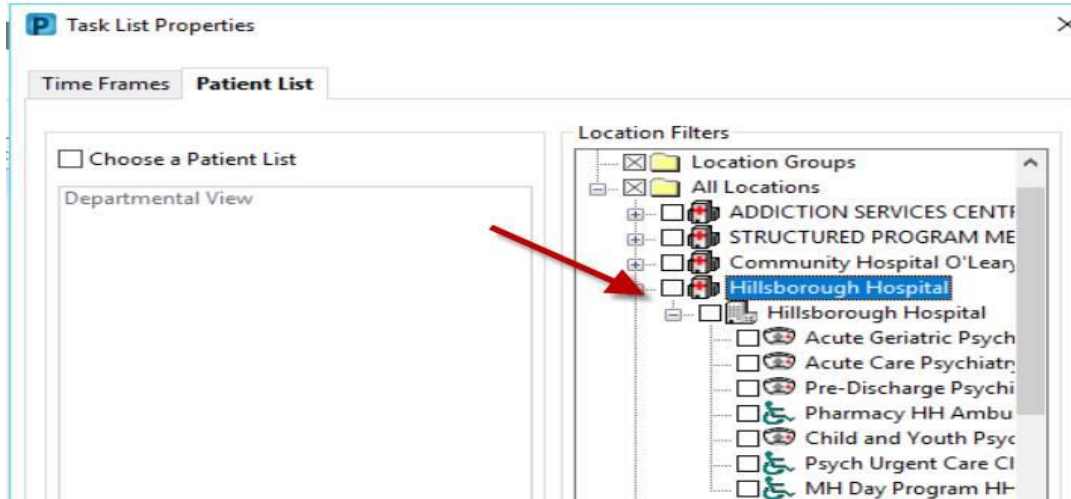 Task List Properties
Time Frames Patient List
Choose a Patient List
Departmental View
Location Filters
Location Groups
All Locations
ADDICTION SERVICES CENT
STRUCTURED PROGRAM ME
Community Hospital O'Leary
Hillsborough Hospital
Hillsborough Hospital
Acute Geriatric Psych
Acute Care Psychiatr
Pre-Discharge Psychi
Pharmacy HH Ambu
Child and Youth Psyc
Psych Urgent Care Cl
MH Day Program HH